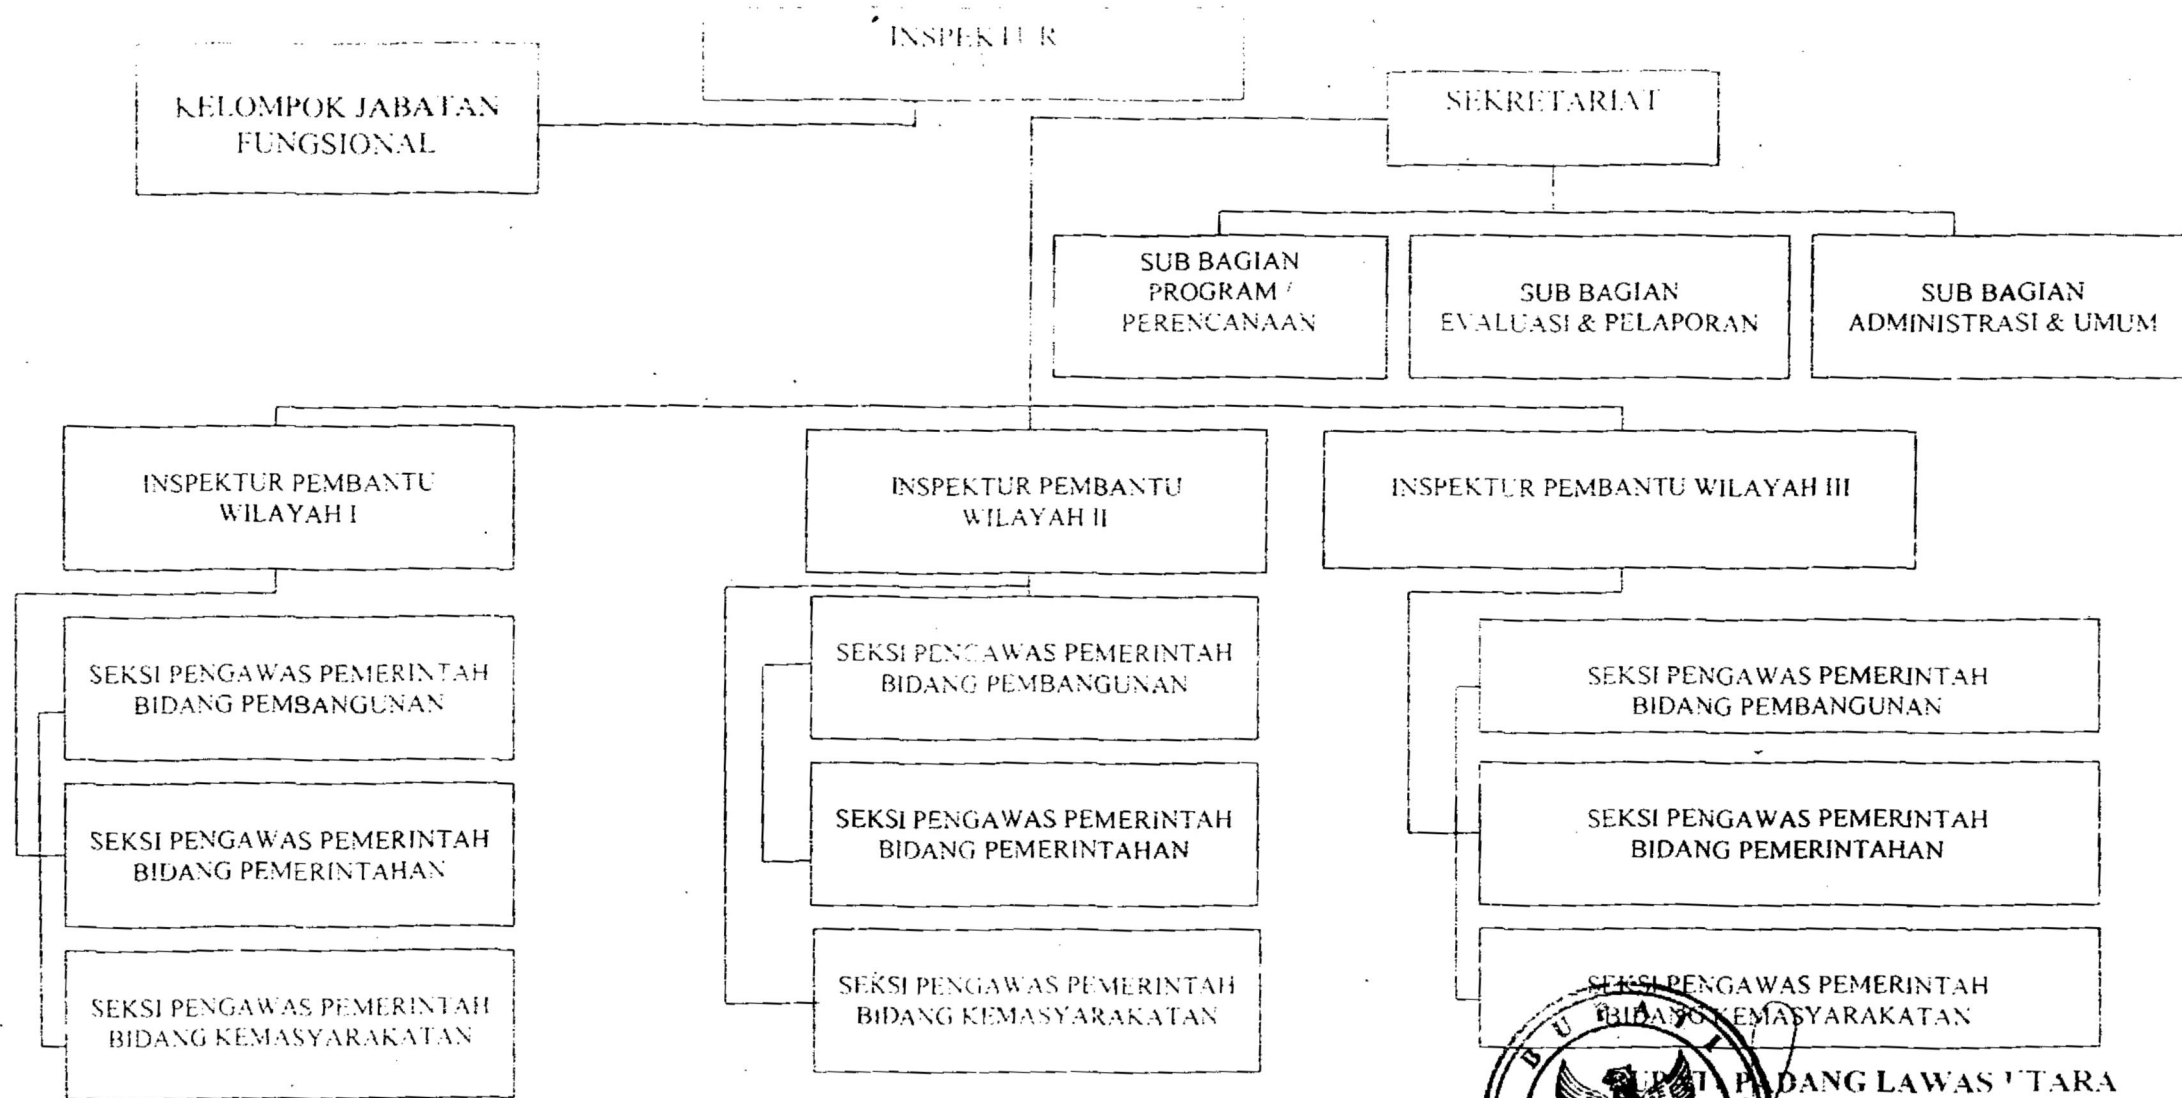 INSPEKTUR
KELOMPOK JABATAN
FUNGSIONAL
SEKRETARIAT
SUB BAGIAN
PROGRAM /
PERENCANAAN
SUB BAGIAN
EVALUASI & PELAPORAN
SUB BAGIAN
ADMINISTRASI & UMUM
INSPEKTUR PEMBANTU
WILAYAH I
INSPEKTUR PEMBANTU
WILAYAH II
INSPEKTUR PEMBANTU WILAYAH III
SEKSI PENGAWAS PEMERINTAH
BIDANG PEMBANGUNAN
SEKSI PENGAWAS PEMERINTAH
BIDANG PEMERINTAHAN
SEKSI PENGAWAS PEMERINTAH
BIDANG KEMASYARAKATAN
SEKSI PENGAWAS PEMERINTAH
BIDANG PEMBANGUNAN
SEKSI PENGAWAS PEMERINTAH
BIDANG PEMERINTAHAN
SEKSI PENGAWAS PEMERINTAH
BIDANG KEMASYARAKATAN
SEKSI PENGAWAS PEMERINTAH
BIDANG PEMBANGUNAN
SEKSI PENGAWAS PEMERINTAH
BIDANG PEMERINTAHAN
SEKSI PENGAWAS PEMERINTAH
BIDANG KEMASYARAKATAN
BUPATI
BUPATI PADANG LAWAS UTARA